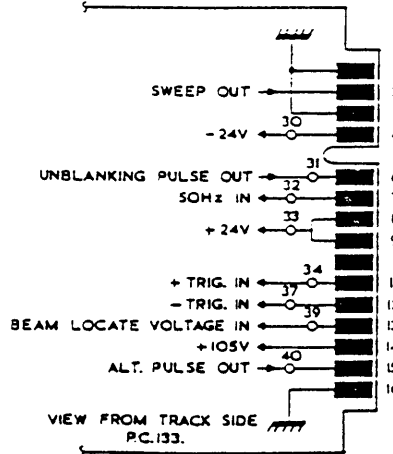 SWEEP OUT
30
-24V
31
UNBLANKING PULSE OUT
32
50Hz IN
33
+24V
34
+ TRIG. IN
37
- TRIG. IN
39
BEAM LOCATE VOLTAGE IN
+105V
40
ALT. PULSE OUT
VIEW FROM TRACK SIDE
P.C.133.